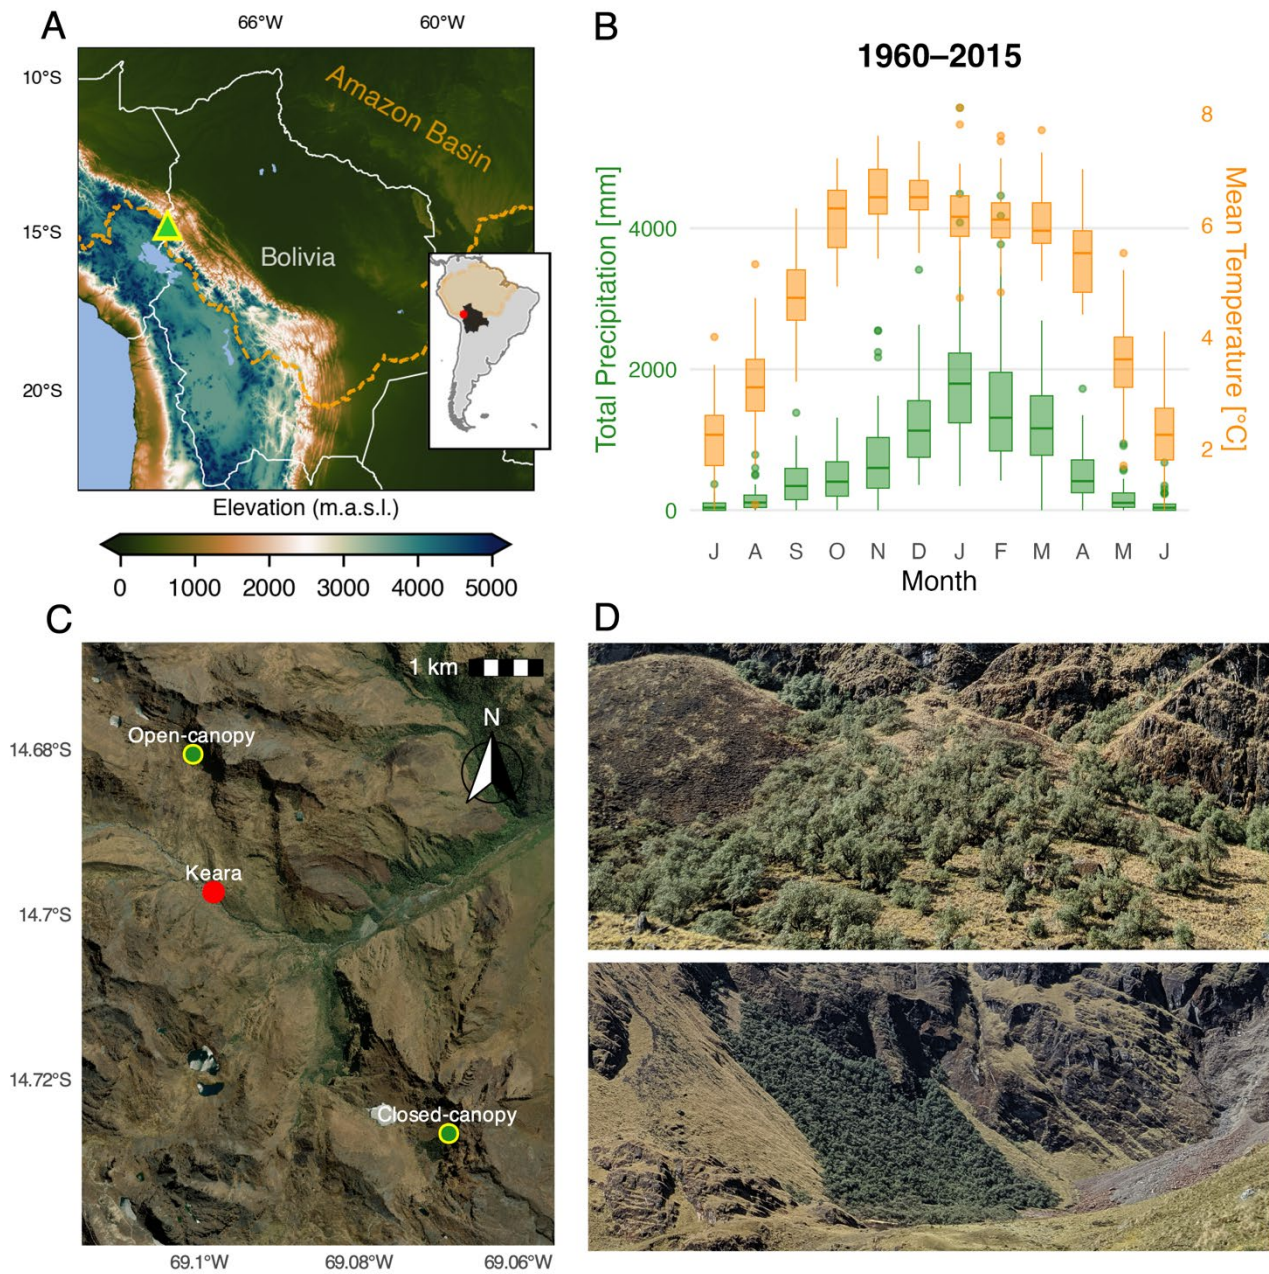 A
66°W 60°W
10°S
15°S
20°S
Amazon Basin
Bolivia
Elevation (m.a.s.l.)
0 1000 2000 3000 4000 5000
B
1960–2015
Total Precipitation [mm]
4000
2000
0
8
6
4
2
Mean Temperature [°C]
J A S O N D J F M A M J
Month
C
1 km
N
Open-canopy
Keara
Closed-canopy
14.68°S
14.7°S
14.72°S
69.1°W 69.08°W 69.06°W
D